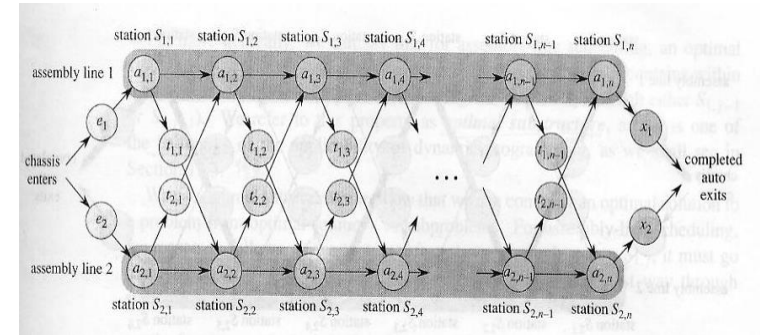 station S1,1 station S1,2 station S1,3 station S1,4 station S1,n–1 station S1,n
assembly line 1 a1,1 a1,2 a1,3 a1,4 a1,n–1 a1,n
e1 x1
t1,1 t1,2 t1,3 t1,n–1
chassis enters
...
completed auto exits
t2,1 t2,2 t2,3 t2,n–1
e2 x2
assembly line 2 a2,1 a2,2 a2,3 a2,4 a2,n–1 a2,n
station S2,1 station S2,2 station S2,3 station S2,4 station S2,n–1 station S2,n